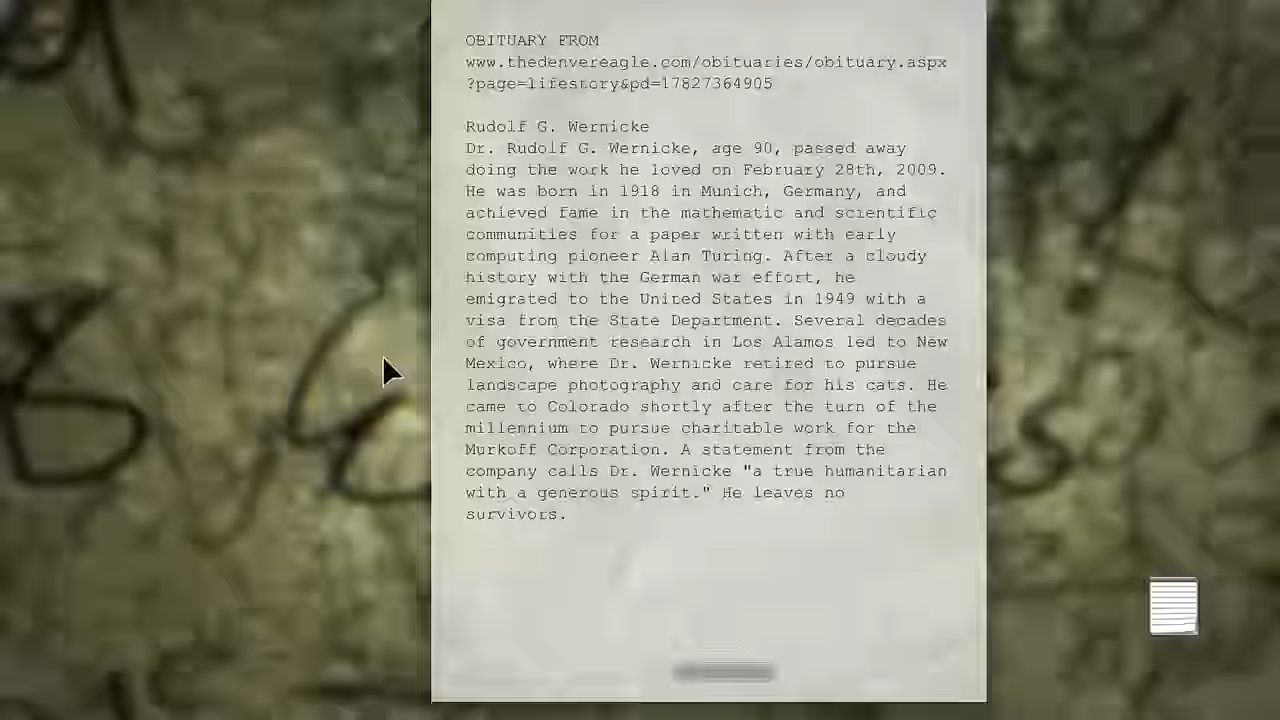 OBITUARY FROM
www.thedenvereagle.com/obituaries/obituary.aspx
?page=lifestory&pd=17827364905
Rudolf G. Wernicke
Dr. Rudolf G. Wernicke, age 90, passed away
doing the work he loved on February 28th, 2009.
He was born in 1918 in Munich, Germany, and
achieved fame in the mathematic and scientific
communities for a paper written with early
computing pioneer Alan Turing. After a cloudy
history with the German war effort, he
emigrated to the United States in 1949 with a
visa from the State Department. Several decades
of government research in Los Alamos led to New
Mexico, where Dr. Wernicke retired to pursue
landscape photography and care for his cats. He
came to Colorado shortly after the turn of the
millennium to pursue charitable work for the
Murkoff Corporation. A statement from the
company calls Dr. Wernicke "a true humanitarian
with a generous spirit." He leaves no
survivors.